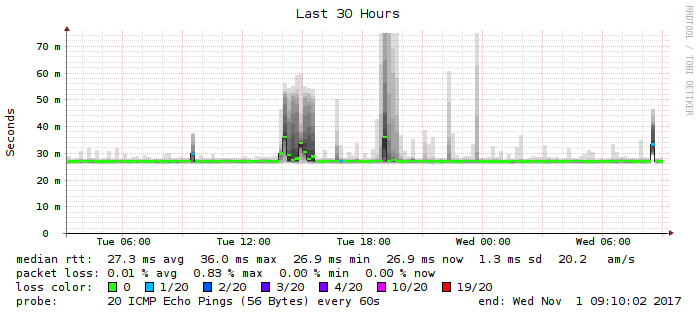 Last 30 Hours
RRDTOOL / TOBI OETIKER
Seconds
70 m
60 m
50 m
40 m
30 m
20 m
10 m
0
Tue 06:00 Tue 12:00 Tue 18:00 Wed 00:00 Wed 06:00
median rtt: 27.3 ms avg 36.0 ms max 26.9 ms min 26.9 ms now 1.3 ms sd 20.2 am/s
packet loss: 0.01 % avg 0.83 % max 0.00 % min 0.00 % now
loss color: 0 1/20 2/20 3/20 4/20 10/20 19/20
probe: 20 ICMP Echo Pings (56 Bytes) every 60s end: Wed Nov 1 09:10:02 2017